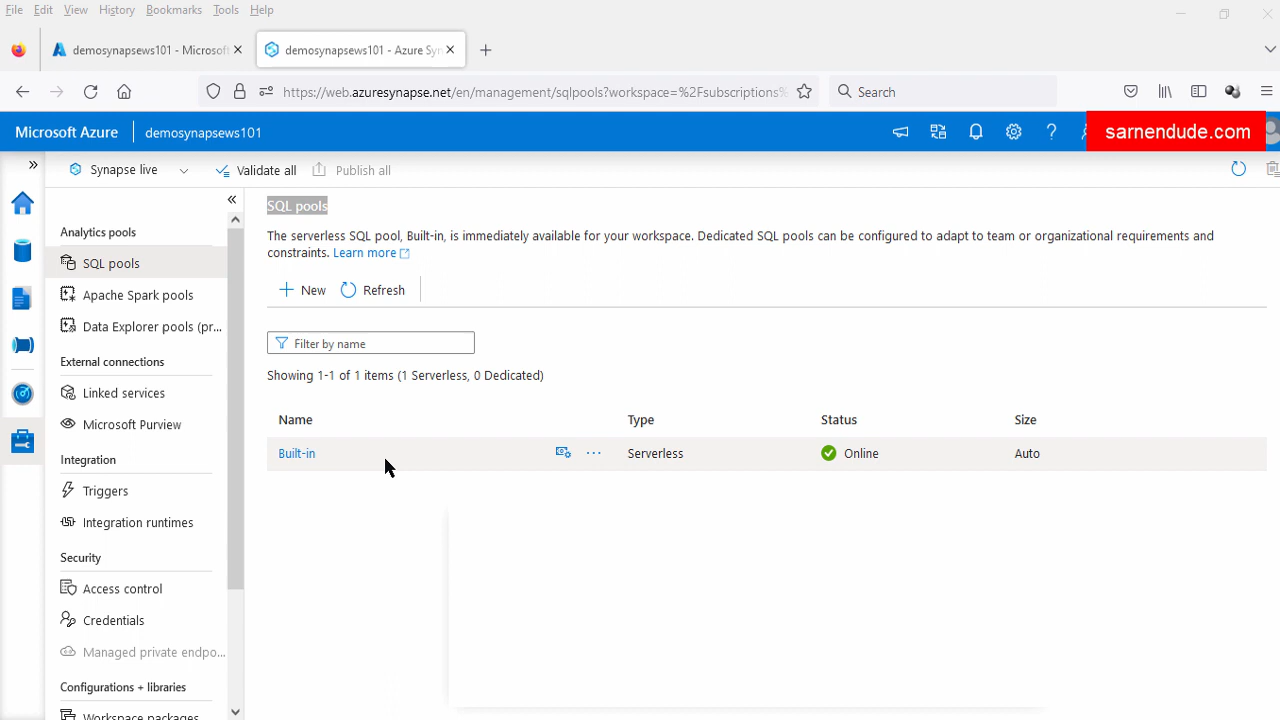 File Edit View History Bookmarks Tools Help
demosynapsews101 - Microsoft
demosynapsews101 - Azure Syn
https://web.azuresynapse.net/en/management/sqlpools?workspace=%2Fsubscriptions%
Search
Microsoft Azure demosynapsews101
sarnendude.com
Synapse live Validate all Publish all
Analytics pools
SQL pools
Apache Spark pools
Data Explorer pools (pr...
External connections
Linked services
Microsoft Purview
Integration
Triggers
Integration runtimes
Security
Access control
Credentials
Managed private endpo...
Configurations + libraries
Workspace packages
SQL pools
The serverless SQL pool, Built-in, is immediately available for your workspace. Dedicated SQL pools can be configured to adapt to team or organizational requirements and
constraints. Learn more
New Refresh
Filter by name
Showing 1-1 of 1 items (1 Serverless, 0 Dedicated)
Name Type Status Size
Built-in Serverless Online Auto